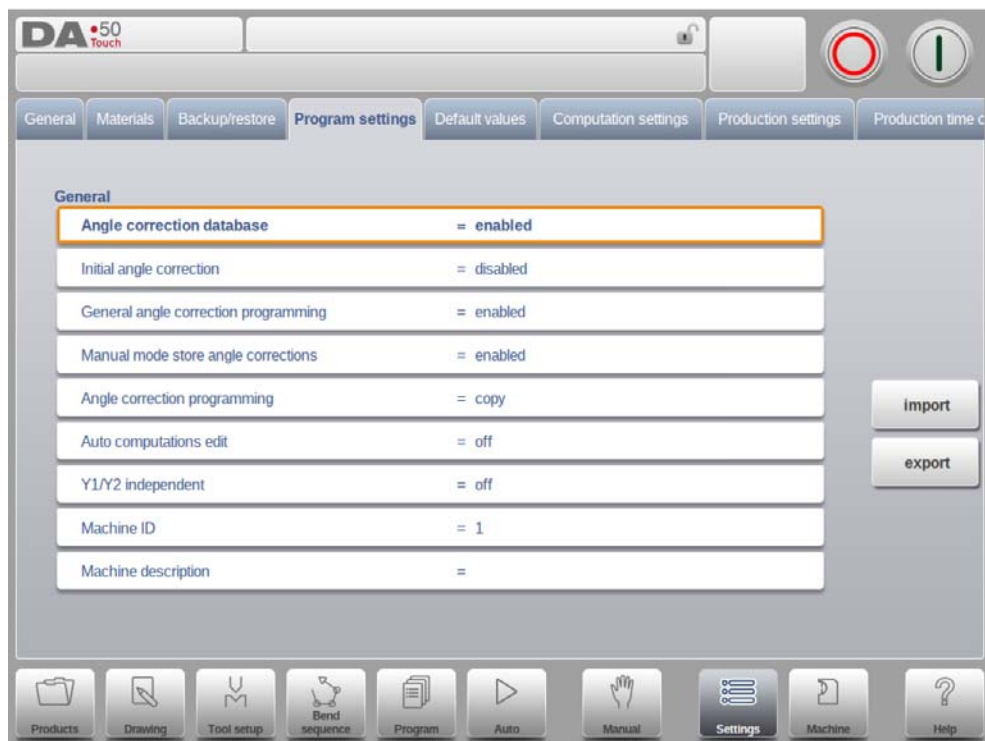 DA•50
Touch
General Materials Backup/restore Program settings Default values Computation settings Production settings Production time c
General
Angle correction database = enabled
Initial angle correction = disabled
General angle correction programming = enabled
Manual mode store angle corrections = enabled
Angle correction programming = copy
Auto computations edit = off
Y1/Y2 independent = off
Machine ID = 1
Machine description =
import
export
Products Drawing Tool setup Bend sequence Program Auto Manual Settings Machine Help